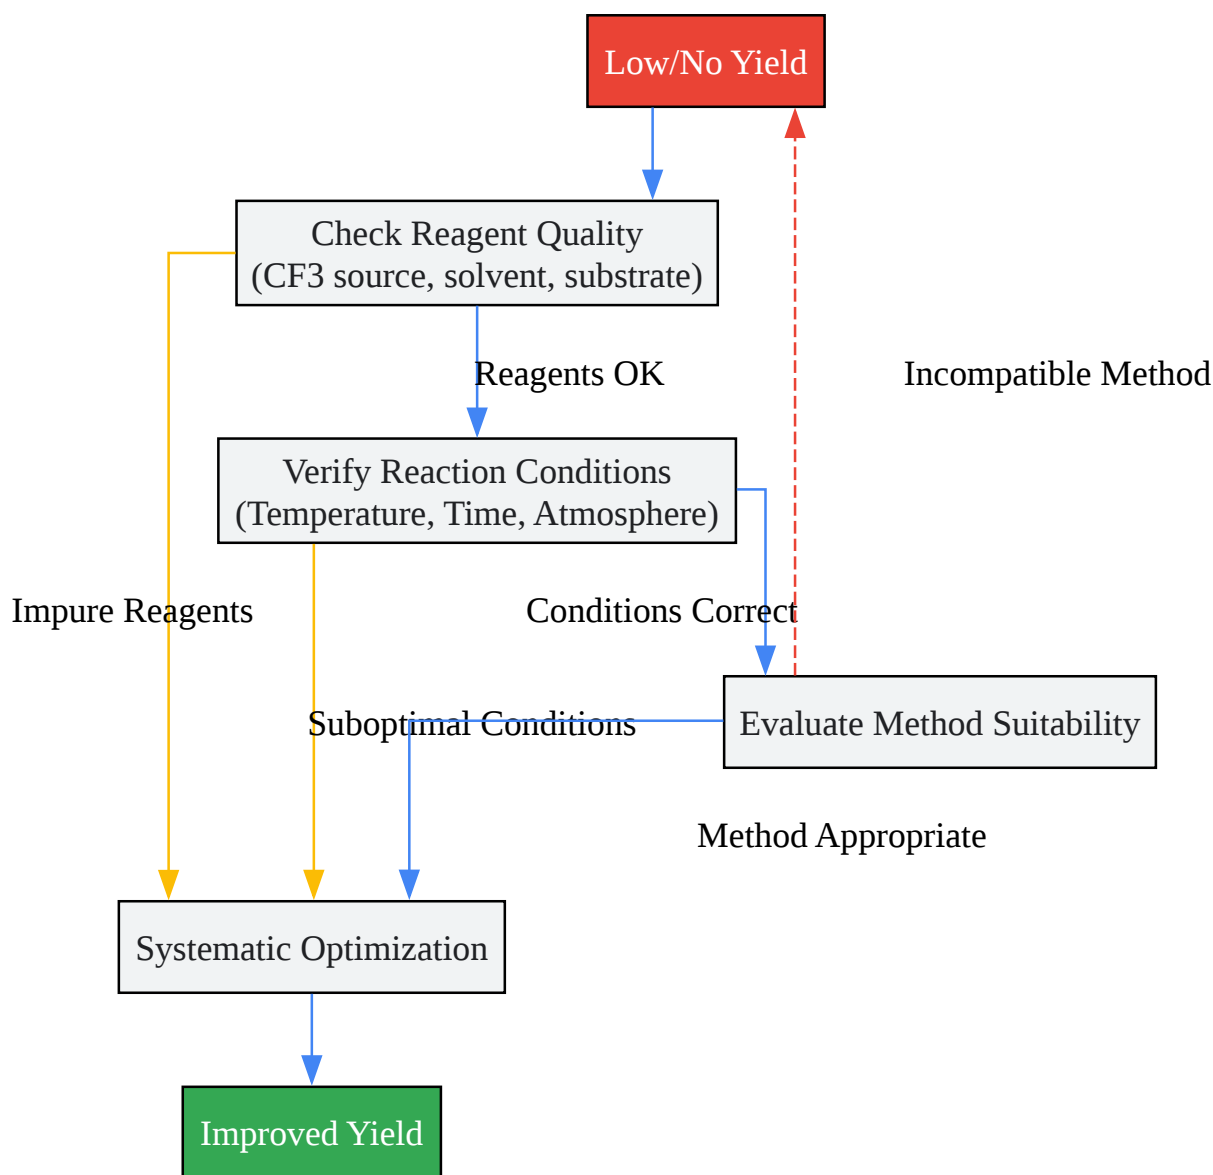 Low/No Yield
Check Reagent Quality
(CF3 source, solvent, substrate)
Reagents OK
Incompatible Method
Verify Reaction Conditions
(Temperature, Time, Atmosphere)
Impure Reagents
Conditions Correct
Suboptimal Conditions
Evaluate Method Suitability
Method Appropriate
Systematic Optimization
Improved Yield